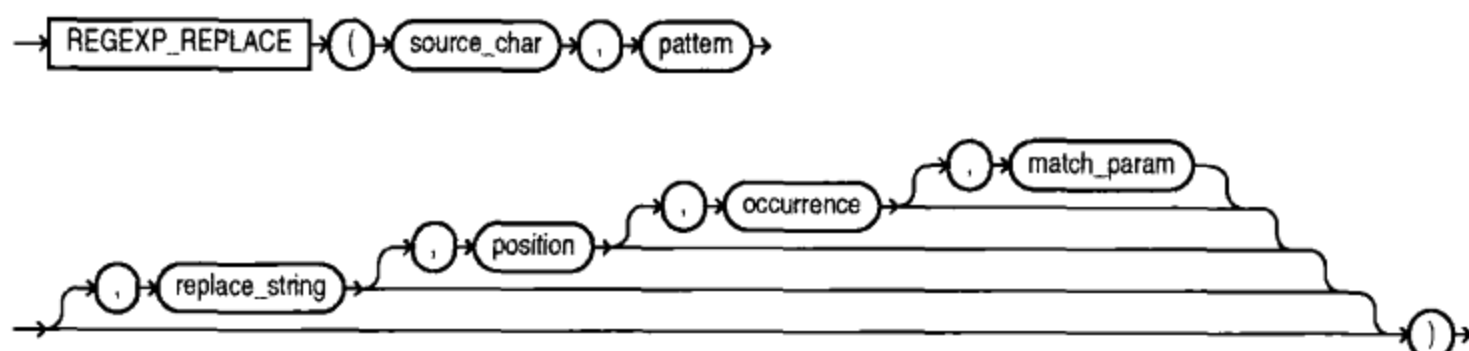 REGEXP_REPLACE ( source_char , pattern
, match_param
, occurrence
, position
, replace_string
)